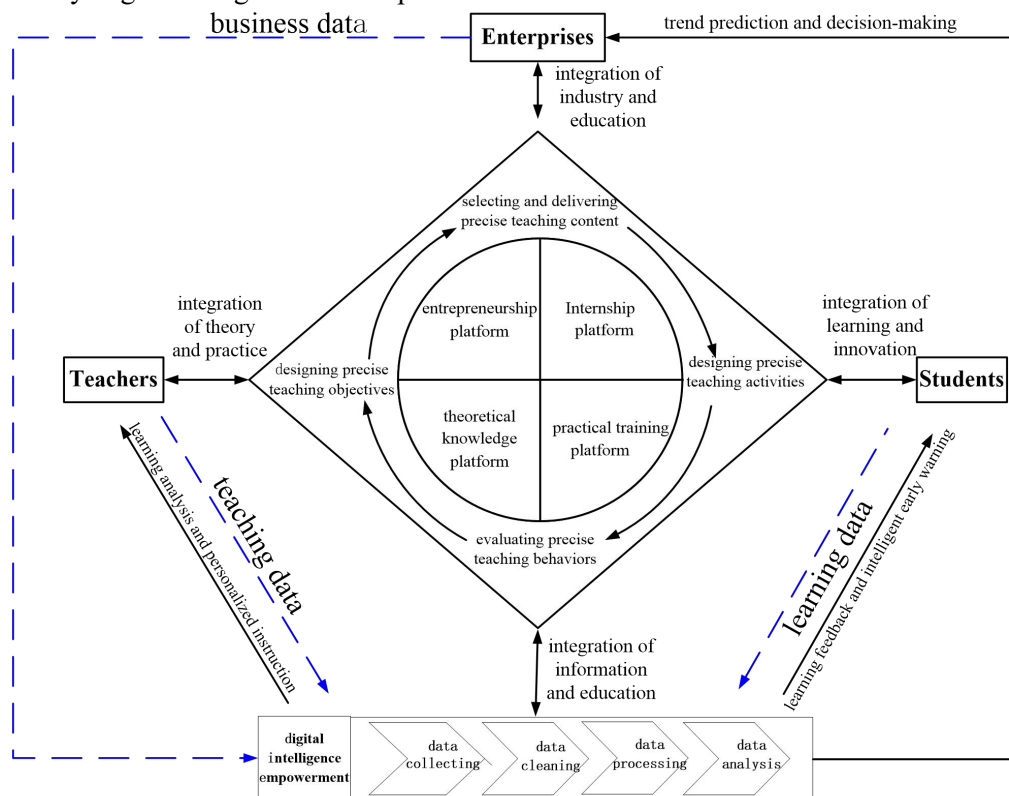 business data
Enterprises
trend prediction and decision-making
integration of
industry and
education
selecting and delivering
precise teaching content
integration
of theory
and practice
entrepreneurship
platform
Internship
platform
integration of
learning and
innovation
Teachers
designing precise
teaching objectives
designing precise
teaching activities
Students
theoretical
knowledge
platform
practical training
platform
evaluating precise
teaching behaviors
learning analysis and personalized instruction
teaching data
learning data
learning feedback and intelligent early warning
integration of
information
and education
digital
intelligence
empowerment
data
collecting
data
cleaning
data
processing
data
analysis